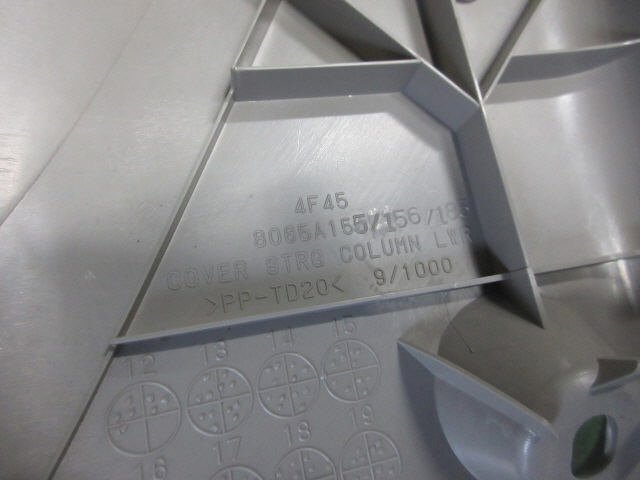 4F45
8065A155/156/165
COVER STRG COLUMN LWR
>PP-TD20< 9/1000
12 13 14 15
16 17 18 19